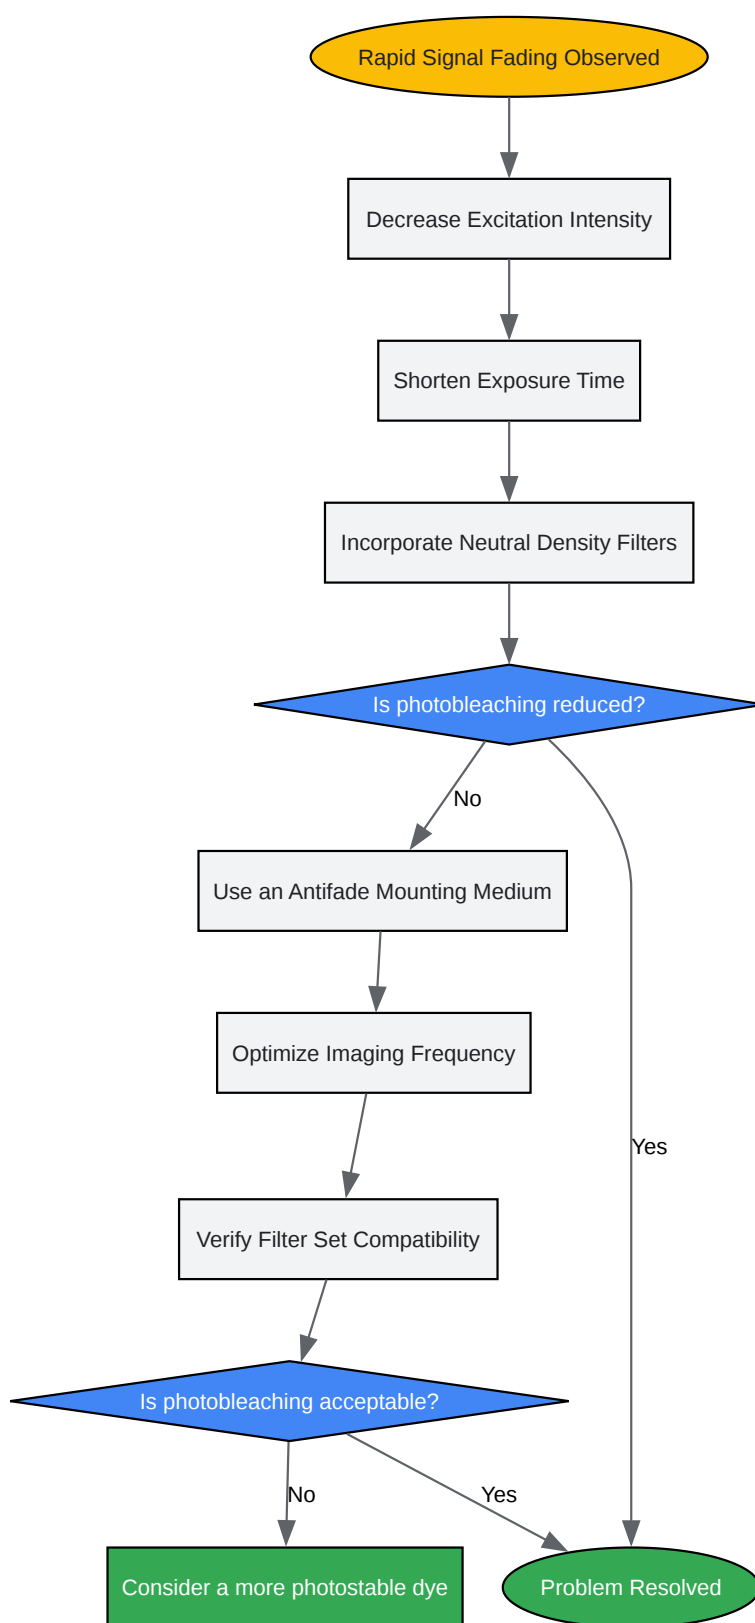 Rapid Signal Fading Observed
Decrease Excitation Intensity
Shorten Exposure Time
Incorporate Neutral Density Filters
Is photobleaching reduced?
No
Use an Antifade Mounting Medium
Optimize Imaging Frequency
Yes
Verify Filter Set Compatibility
Is photobleaching acceptable?
No
Yes
Consider a more photostable dye
Problem Resolved